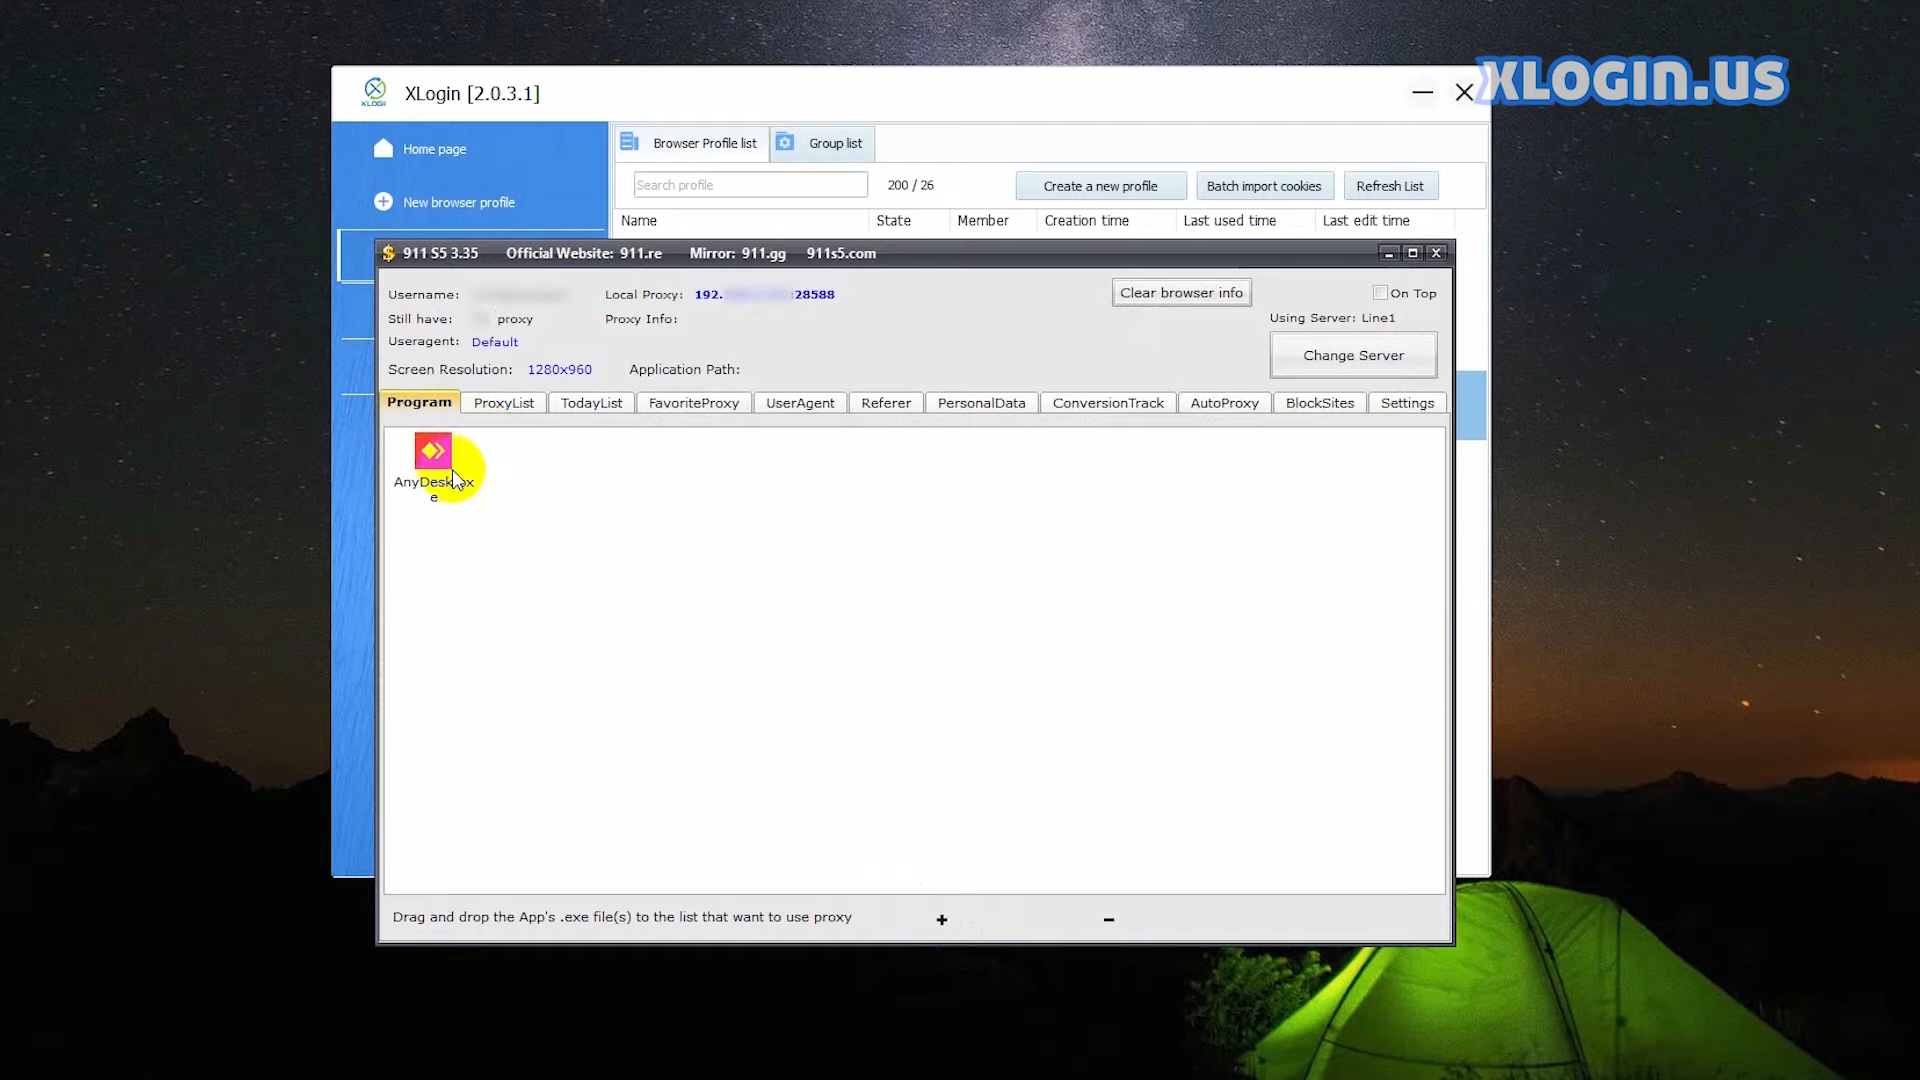 XLOGIN.US
XLOGIN
XLogin [2.0.3.1]
Home page
New browser profile
Browser Profile list
Group list
Search profile
200 / 26
Create a new profile
Batch import cookies
Refresh List
Name
State
Member
Creation time
Last used time
Last edit time
911 S5 3.35 Official Website: 911.re Mirror: 911.gg 911s5.com
Username:
Local Proxy: 192. :28588
Clear browser info
On Top
Still have: proxy
Proxy Info:
Using Server: Line1
Useragent: Default
Change Server
Screen Resolution: 1280x960
Application Path:
Program
ProxyList
TodayList
FavoriteProxy
UserAgent
Referer
PersonalData
ConversionTrack
AutoProxy
BlockSites
Settings
Drag and drop the App's .exe file(s) to the list that want to use proxy
+
-